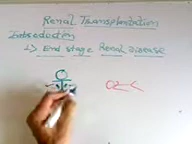 Renal Transplantation
Introduction
↳ End stage Renal Disease